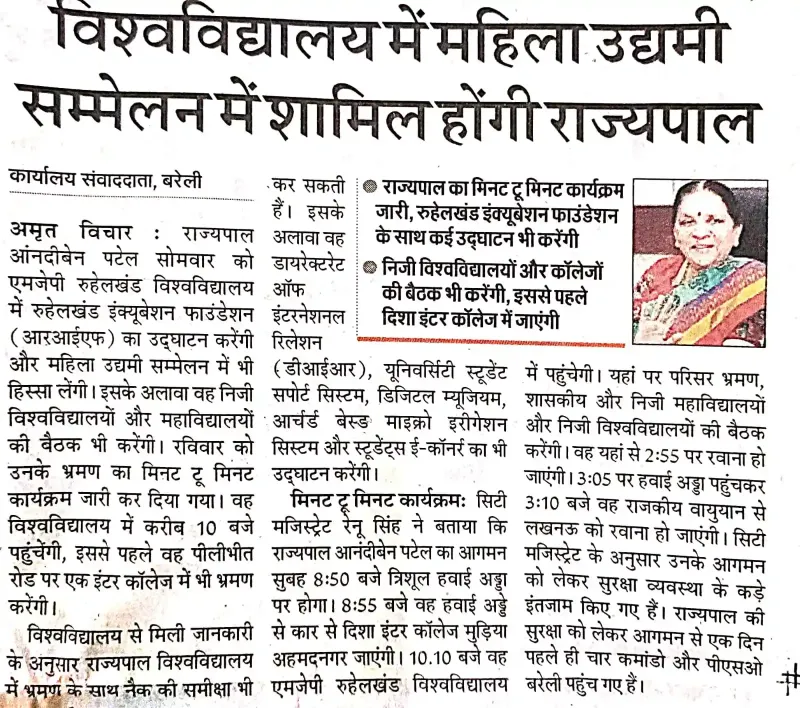 विश्वविद्यालय में महिला उद्यमी
सम्मेलन में शामिल होंगी राज्यपाल
कार्यालय संवाददाता, बरेली
अमृत विचार : राज्यपाल
आंनदीबेन पटेल सोमवार को
एमजेपी रुहेलखंड विश्वविद्यालय
में रुहेलखंड इंक्यूबेशन फाउंडेशन
(आरआईएफ) का उद्घाटन करेंगी
और महिला उद्यमी सम्मेलन में भी
हिस्सा लेंगी। इसके अलावा वह निजी
विश्वविद्यालयों और महाविद्यालयों
की बैठक भी करेंगी। रविवार को
उनके भ्रमण का मिनट टू मिनट
कार्यक्रम जारी कर दिया गया। वह
विश्वविद्यालय में करीब 10 बजे
पहुंचेंगी, इससे पहले वह पीलीभीत
रोड पर एक इंटर कॉलेज में भी भ्रमण
करेंगी।
विश्वविद्यालय से मिली जानकारी
के अनुसार राज्यपाल विश्वविद्यालय
में भ्रमण के साथ नैक की समीक्षा भी
कर सकती
हैं। इसके
अलावा वह
डायरेक्टरेट
ऑफ
इंटरनेशनल
रिलेशन
(डीआईआर), यूनिवर्सिटी स्टूडेंट
सपोर्ट सिस्टम, डिजिटल म्यूजियम,
आर्चर्ड बेस्ड माइक्रो इरीगेशन
सिस्टम और स्टूडेंट्स ई-कॉनर्र का भी
उद्घाटन करेंगी।
मिनट टू मिनट कार्यक्रमः सिटी
मजिस्ट्रेट रेनू सिंह ने बताया कि
राज्यपाल आनंदीबेन पटेल का आगमन
सुबह 8:50 बजे त्रिशूल हवाई अड्डा
पर होगा। 8:55 बजे वह हवाई अड्डे
से कार से दिशा इंटर कॉलेज मुड़िया
अहमदनगर जाएंगी। 10.10 बजे वह
एमजेपी रुहेलखंड विश्वविद्यालय
राज्यपाल का मिनट टू मिनट कार्यक्रम
जारी, रुहेलखंड इंक्यूबेशन फाउंडेशन
के साथ कई उद्घाटन भी करेंगी
निजी विश्वविद्यालयों और कॉलेजों
की बैठक भी करेंगी, इससे पहले
दिशा इंटर कॉलेज में जाएंगी
में पहुंचेगी। यहां पर परिसर भ्रमण,
शासकीय और निजी महाविद्यालयों
और निजी विश्वविद्यालयों की बैठक
करेंगी। वह यहां से 2:55 पर रवाना हो
जाएंगी। 3:05 पर हवाई अड्डा पहुंचकर
3:10 बजे वह राजकीय वायुयान से
लखनऊ को रवाना हो जाएंगी। सिटी
मजिस्ट्रेट के अनुसार उनके आगमन
को लेकर सुरक्षा व्यवस्था के कड़े
इंतजाम किए गए हैं। राज्यपाल की
सुरक्षा को लेकर आगमन से एक दिन
पहले ही चार कमांडो और पीएसओ
बरेली पहुंच गए हैं।